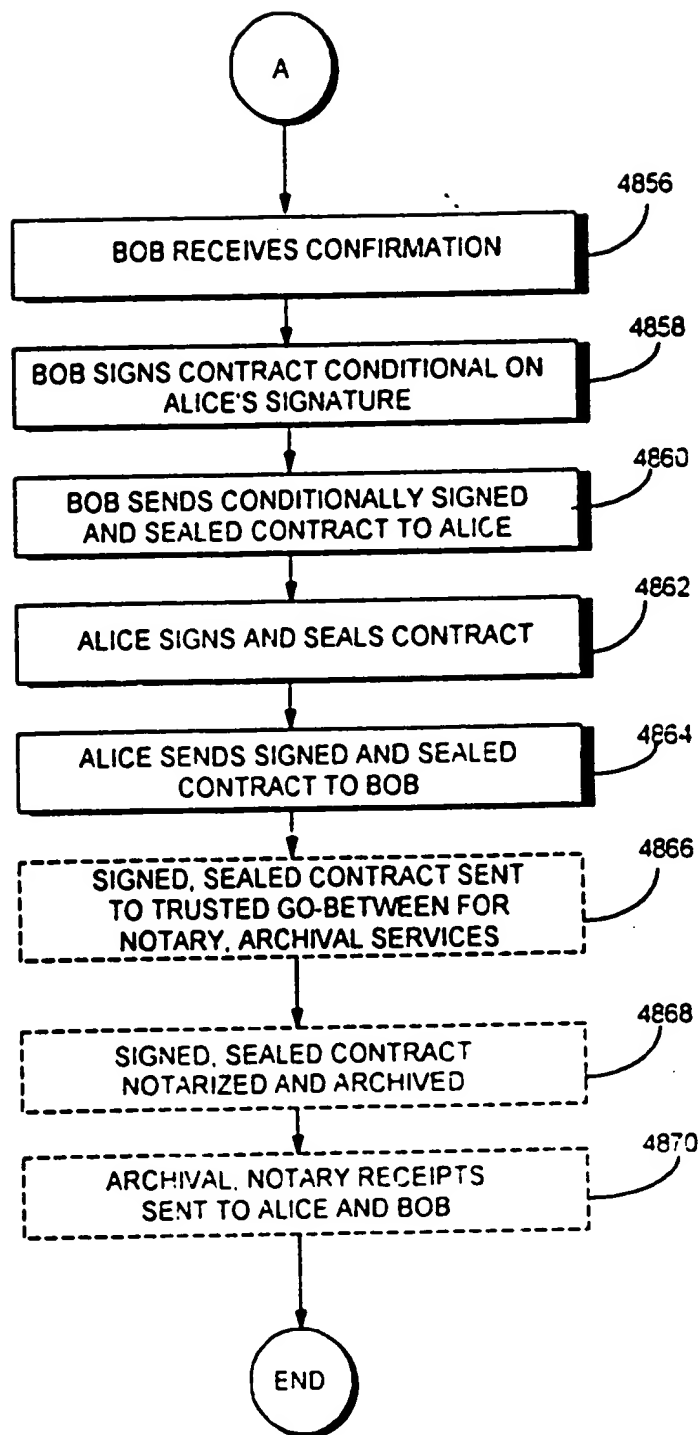 A
4856
BOB RECEIVES CONFIRMATION
4858
BOB SIGNS CONTRACT CONDITIONAL ON
ALICE'S SIGNATURE
4860
BOB SENDS CONDITIONALLY SIGNED
AND SEALED CONTRACT TO ALICE
4862
ALICE SIGNS AND SEALS CONTRACT
4864
ALICE SENDS SIGNED AND SEALED
CONTRACT TO BOB
4866
SIGNED, SEALED CONTRACT SENT
TO TRUSTED GO-BETWEEN FOR
NOTARY, ARCHIVAL SERVICES
4868
SIGNED, SEALED CONTRACT
NOTARIZED AND ARCHIVED
4870
ARCHIVAL, NOTARY RECEIPTS
SENT TO ALICE AND BOB
END